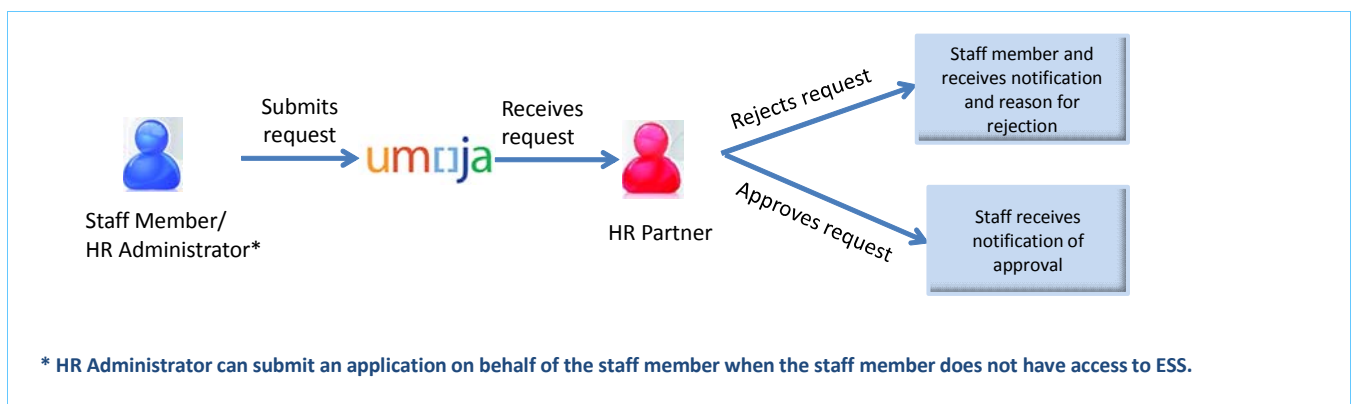 Submits
request
umoja
Receives
request
Staff Member/
HR Administrator*
HR Partner
Rejects request
Approves request
Staff member and
receives notification
and reason for
rejection
Staff receives
notification of
approval
* HR Administrator can submit an application on behalf of the staff member when the staff member does not have access to ESS.